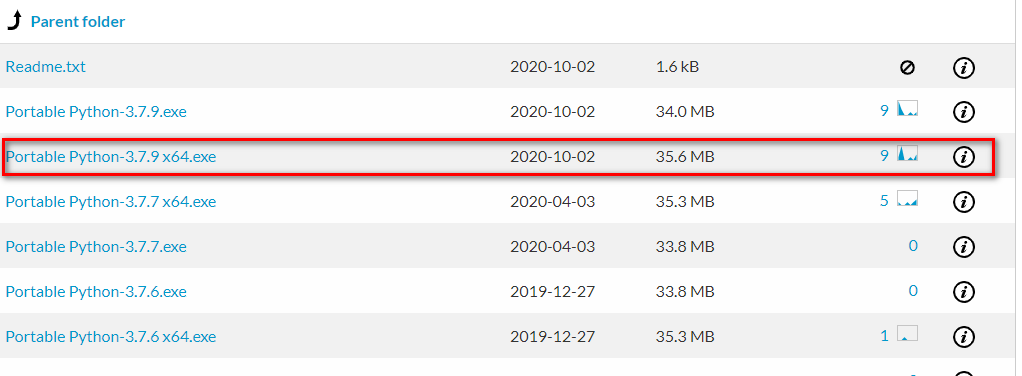 Parent folder
Readme.txt 2020-10-02 1.6 kB
Portable Python-3.7.9.exe 2020-10-02 34.0 MB 9
Portable Python-3.7.9 x64.exe 2020-10-02 35.6 MB 9
Portable Python-3.7.7 x64.exe 2020-04-03 35.3 MB 5
Portable Python-3.7.7.exe 2020-04-03 33.8 MB 0
Portable Python-3.7.6.exe 2019-12-27 33.8 MB 0
Portable Python-3.7.6 x64.exe 2019-12-27 35.3 MB 1